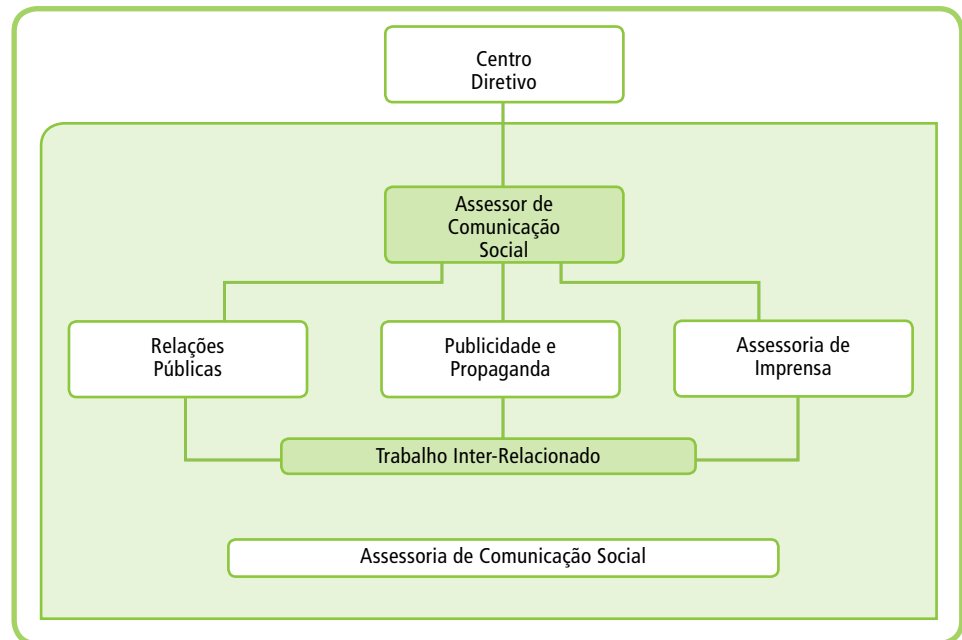 Centro
Diretivo
Assessor de
Comunicação
Social
Relações
Públicas
Publicidade e
Propaganda
Assessoria de
Imprensa
Trabalho Inter-Relacionado
Assessoria de Comunicação Social